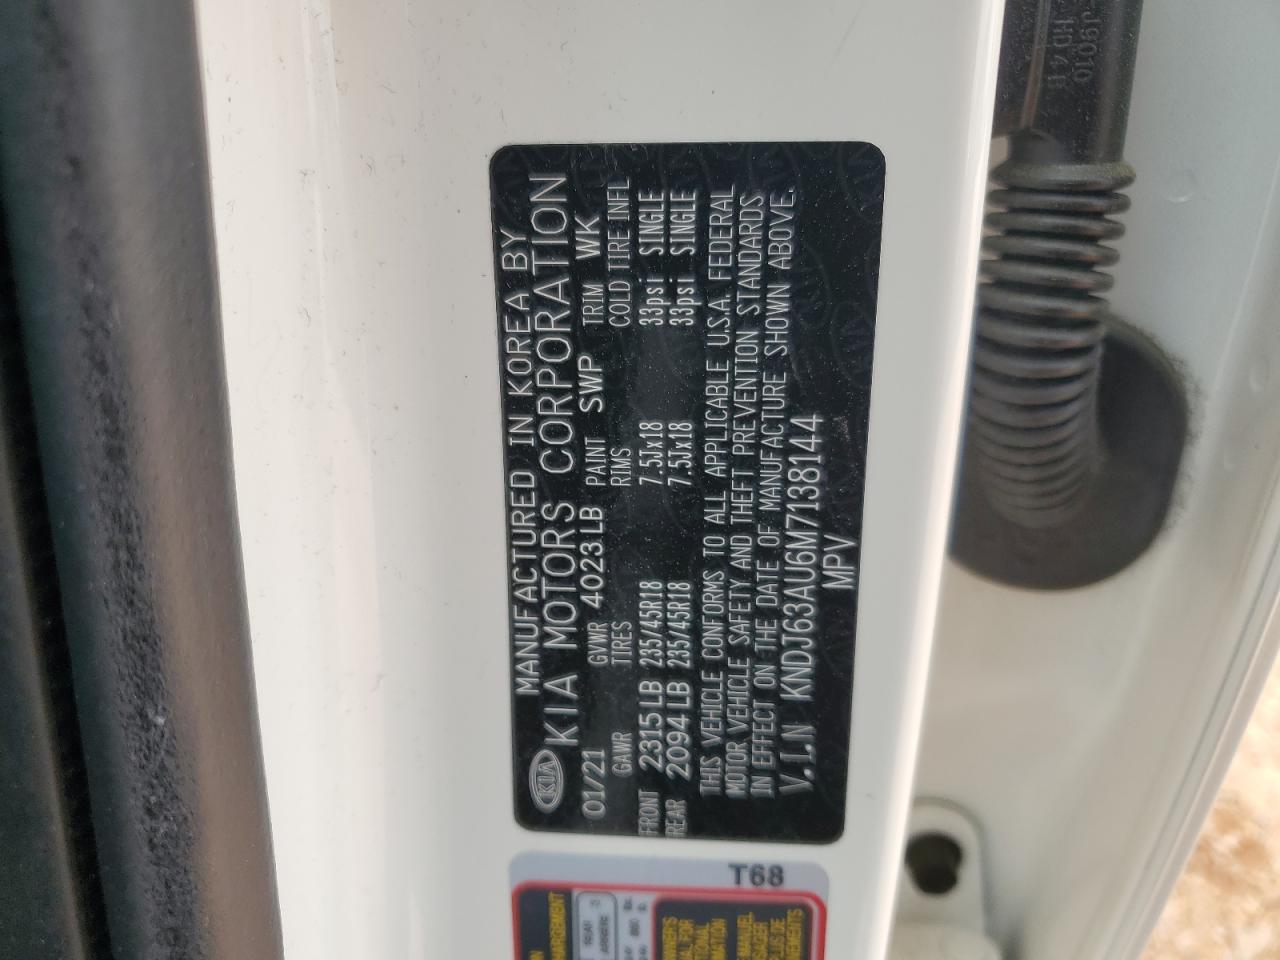 MANUFACTURED IN KOREA BY
KIA KIA MOTORS CORPORATION
01/21 GVWR 4023LB PAINT SWP TRIM WK
GAWR TIRES RIMS COLD TIRE INFL
FRONT 2315LB 235/45R18 7.5Jx18 33psi SINGLE
REAR 2094LB 235/45R18 7.5Jx18 33psi SINGLE
THIS VEHICLE CONFORMS TO ALL APPLICABLE U.S.A. FEDERAL
MOTOR VEHICLE SAFETY AND THEFT PREVENTION STANDARDS
IN EFFECT ON THE DATE OF MANUFACTURE SHOWN ABOVE.
V.I.N KNDJ63AU6M7138144
MPV
T68
J9010
HD4B